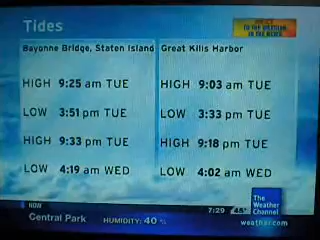 Tides
Bayonne Bridge, Staten Island
HIGH 9:25 am TUE
LOW 3:51 pm TUE
HIGH 9:33 pm TUE
LOW 4:19 am WED
Great Kills Harbor
HIGH 9:03 am TUE
LOW 3:33 pm TUE
HIGH 9:18 pm TUE
LOW 4:02 am WED
NOW
Central Park HUMIDITY: 40 %
7:29 45°
The Weather Channel
weather.com